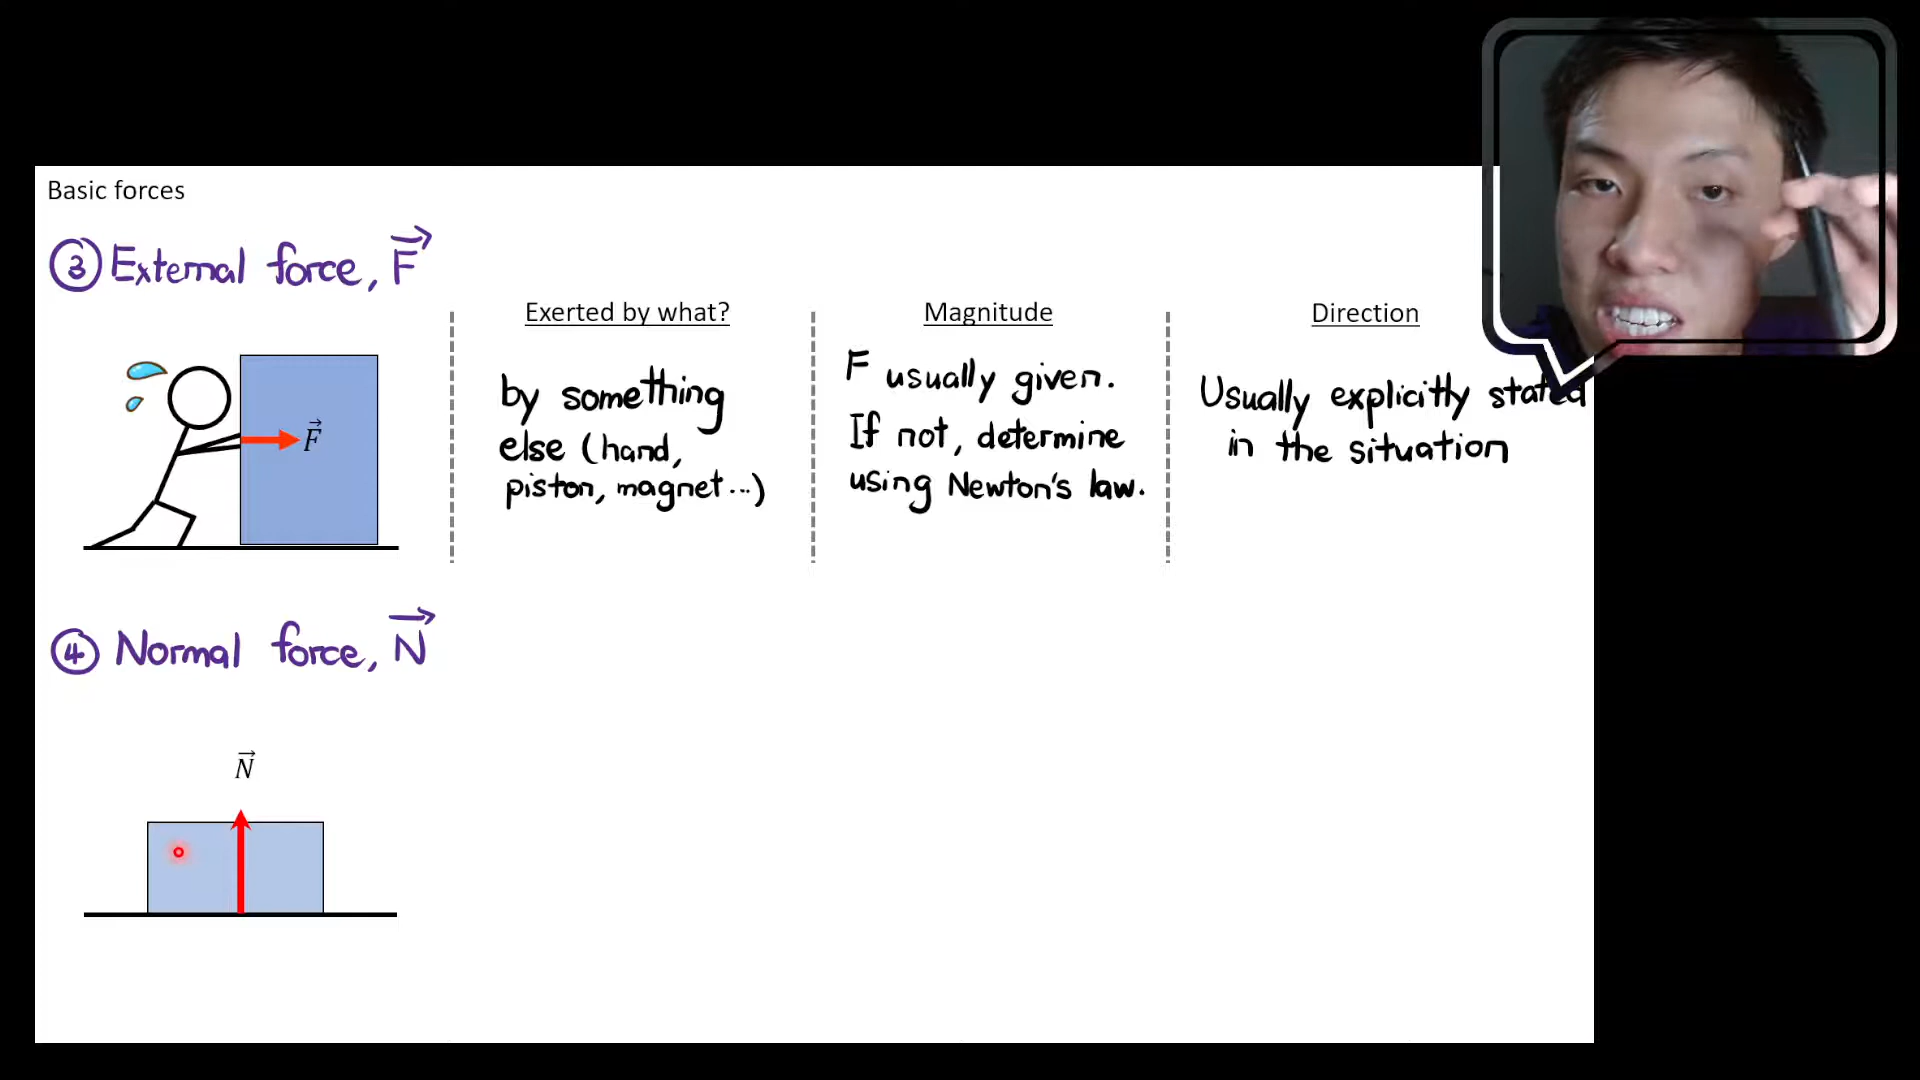 Basic forces
③ External force, F
Exerted by what?
Magnitude
Direction
by something
else (hand,
piston, magnet...)
F usually given.
If not, determine
using Newton's law.
Usually explicitly stated
in the situation
F
④ Normal force, N
N